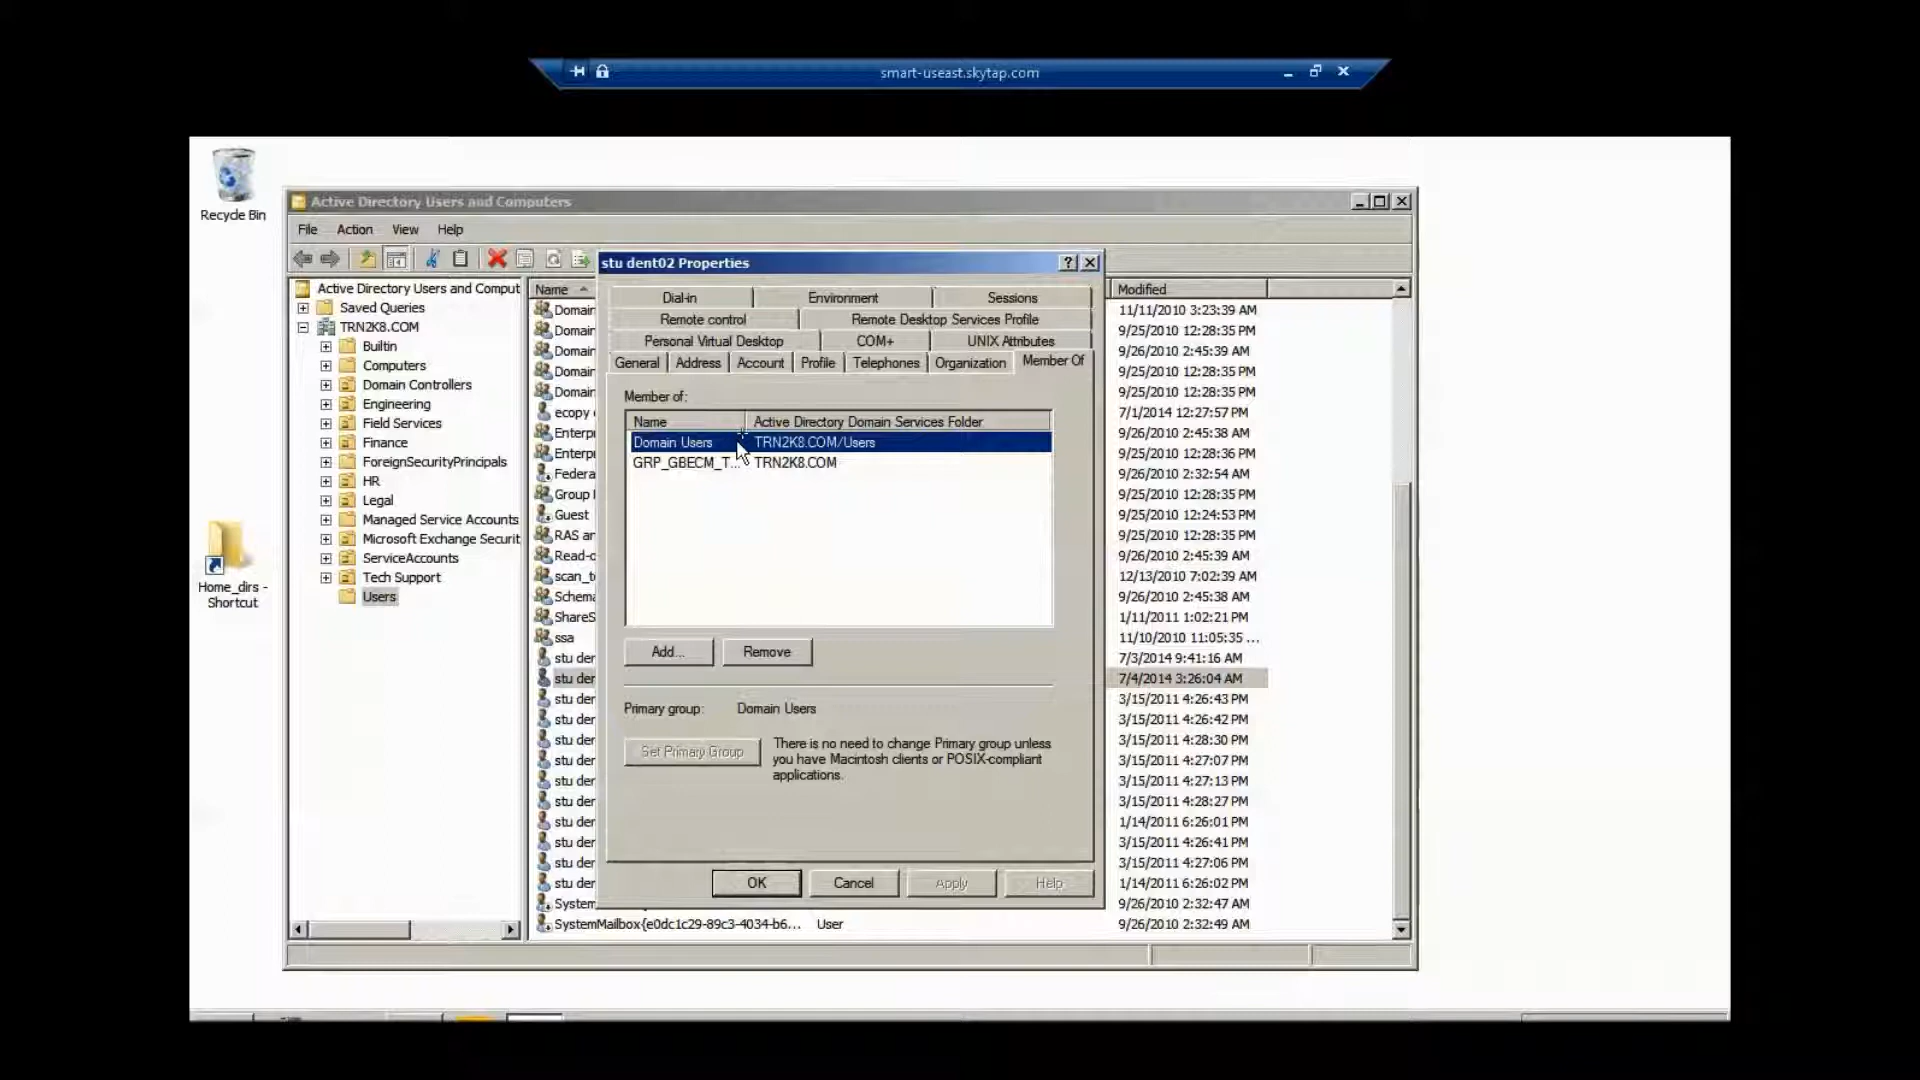 smart-useast.skytap.com
Recycle Bin
Home_dirs -
Shortcut
Active Directory Users and Computers
File Action View Help
Active Directory Users and Comput
Saved Queries
TRN2K8.COM
Builtin
Computers
Domain Controllers
Engineering
Field Services
Finance
ForeignSecurityPrincipals
HR
Legal
Managed Service Accounts
Microsoft Exchange Securit
ServiceAccounts
Tech Support
Users
Name
Domain
Domain
Domain
Domain
Domain
ecopy
Enterp
Enterp
Federa
Group
Guest
RAS an
Read-o
scan_t
Schema
ShareS
ssa
stu der
stu der
stu der
stu der
stu der
stu der
stu der
stu der
stu der
stu der
stu der
stu der
System
SystemMailbox{e0dc1c29-89c3-4034-b6... User
stu dent02 Properties
Dial-in Environment Sessions
Remote control Remote Desktop Services Profile
Personal Virtual Desktop COM+ UNIX Attributes
General Address Account Profile Telephones Organization Member Of
Member of:
Name Active Directory Domain Services Folder
Domain Users TRN2K8.COM/Users
GRP_GBECM_T... TRN2K8.COM
Add... Remove
Primary group: Domain Users
Set Primary Group
There is no need to change Primary group unless
you have Macintosh clients or POSIX-compliant
applications.
OK Cancel Apply Help
Modified
11/11/2010 3:23:39 AM
9/25/2010 12:28:35 PM
9/26/2010 2:45:39 AM
9/25/2010 12:28:35 PM
9/25/2010 12:28:35 PM
7/1/2014 12:27:57 PM
9/26/2010 2:45:38 AM
9/25/2010 12:28:36 PM
9/26/2010 2:32:54 AM
9/25/2010 12:28:35 PM
9/25/2010 12:24:53 PM
9/25/2010 12:28:35 PM
9/26/2010 2:45:39 AM
12/13/2010 7:02:39 AM
9/26/2010 2:45:38 AM
1/11/2011 1:02:21 PM
11/10/2010 11:05:35 ...
7/3/2014 9:41:16 AM
7/4/2014 3:26:04 AM
3/15/2011 4:26:43 PM
3/15/2011 4:26:42 PM
3/15/2011 4:28:30 PM
3/15/2011 4:27:07 PM
3/15/2011 4:27:13 PM
3/15/2011 4:28:27 PM
1/14/2011 6:26:01 PM
3/15/2011 4:26:41 PM
3/15/2011 4:27:06 PM
1/14/2011 6:26:02 PM
9/26/2010 2:32:47 AM
9/26/2010 2:32:49 AM